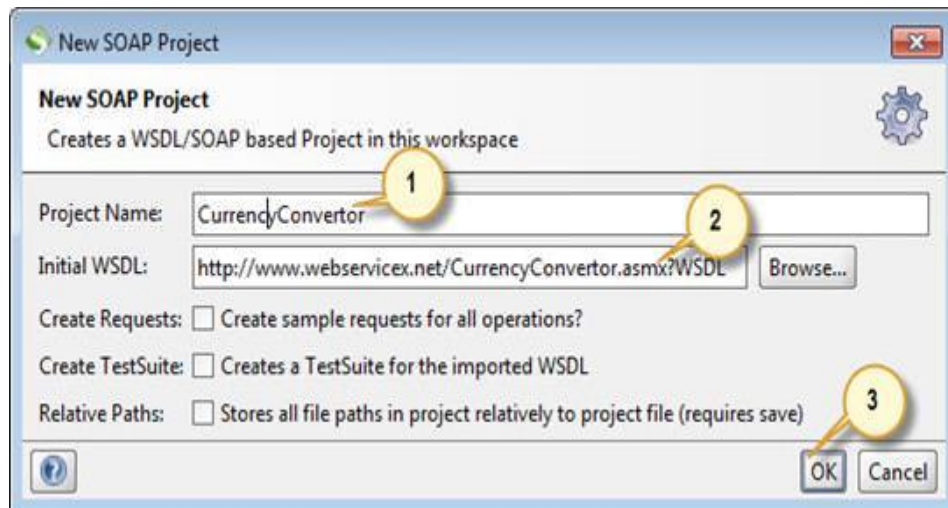 New SOAP Project
New SOAP Project
Creates a WSDL/SOAP based Project in this workspace
1
Project Name: CurrencyConvertor
2
Initial WSDL: http://www.webservicex.net/CurrencyConvertor.asmx?WSDL Browse...
Create Requests: Create sample requests for all operations?
Create TestSuite: Creates a TestSuite for the imported WSDL
Relative Paths: Stores all file paths in project relatively to project file (requires save)
3
? OK Cancel